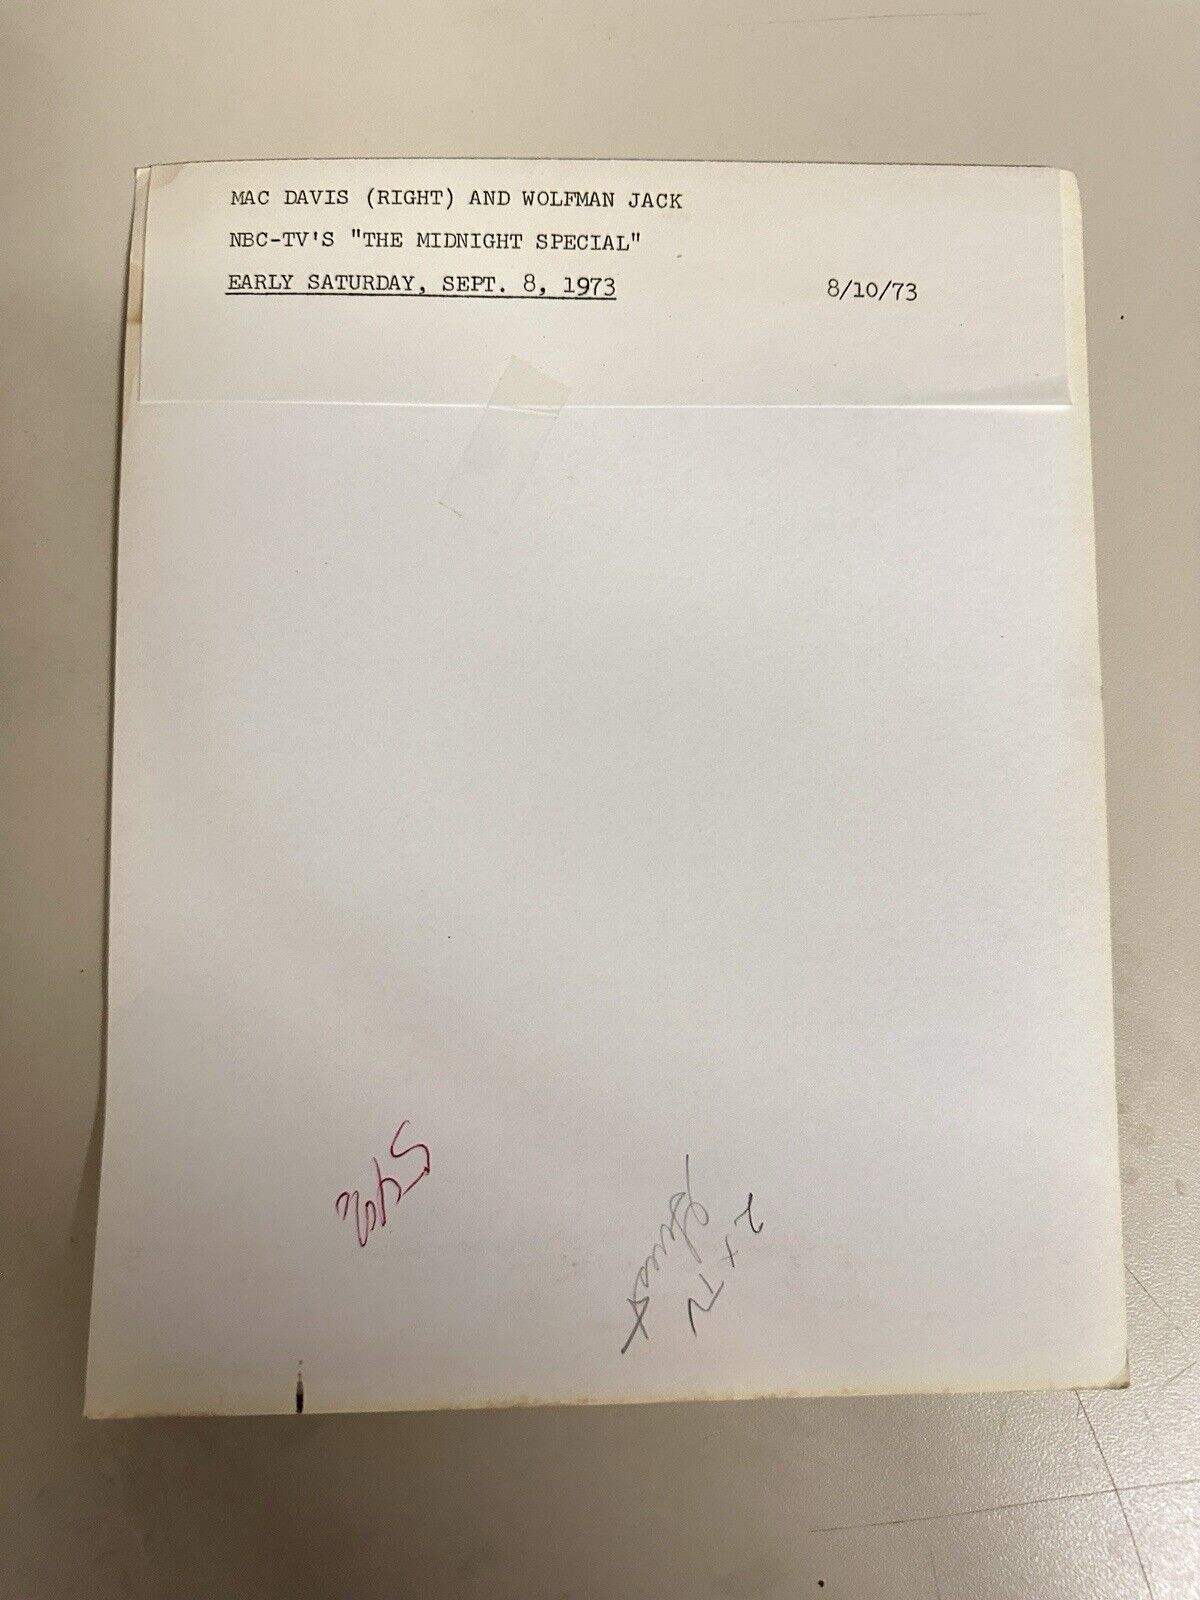 MAC DAVIS (RIGHT) AND WOLFMAN JACK
NBC-TV'S "THE MIDNIGHT SPECIAL"
EARLY SATURDAY, SEPT. 8, 1973 8/10/73
TV